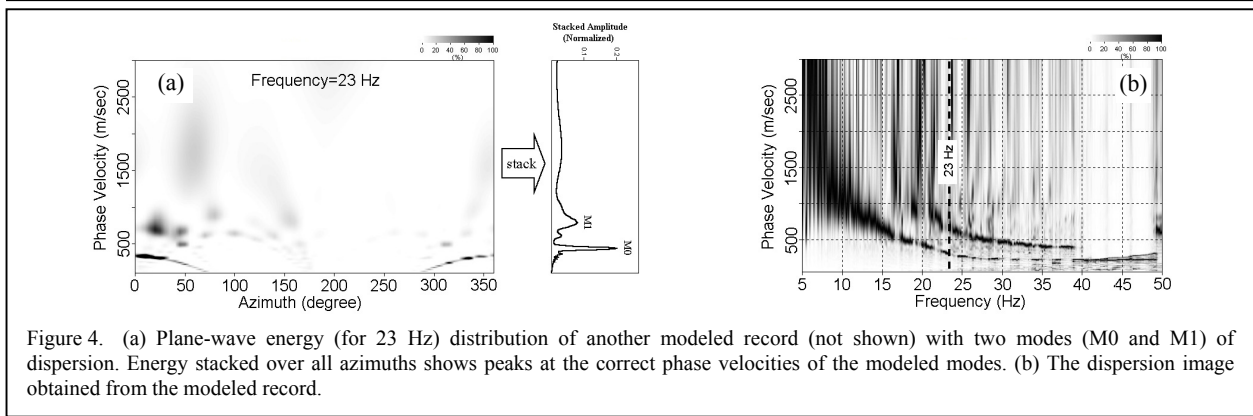 Stacked Amplitude
(Normalized)
0 20 40 60 80 100
(%)
0.1
0.2
0 20 40 60 80 100
(%)
(a)
Frequency=23 Hz
Phase Velocity (m/sec)
2500
1500
500
0 50 100 150 200 250 300 350
Azimuth (degree)
stack
M1
M0
(b)
Phase Velocity (m/sec)
2500
1500
500
23 Hz
5 10 15 20 25 30 35 40 45 50
Frequency (Hz)
Figure 4. (a) Plane-wave energy (for 23 Hz) distribution of another modeled record (not shown) with two modes (M0 and M1) of
dispersion. Energy stacked over all azimuths shows peaks at the correct phase velocities of the modeled modes. (b) The dispersion image
obtained from the modeled record.